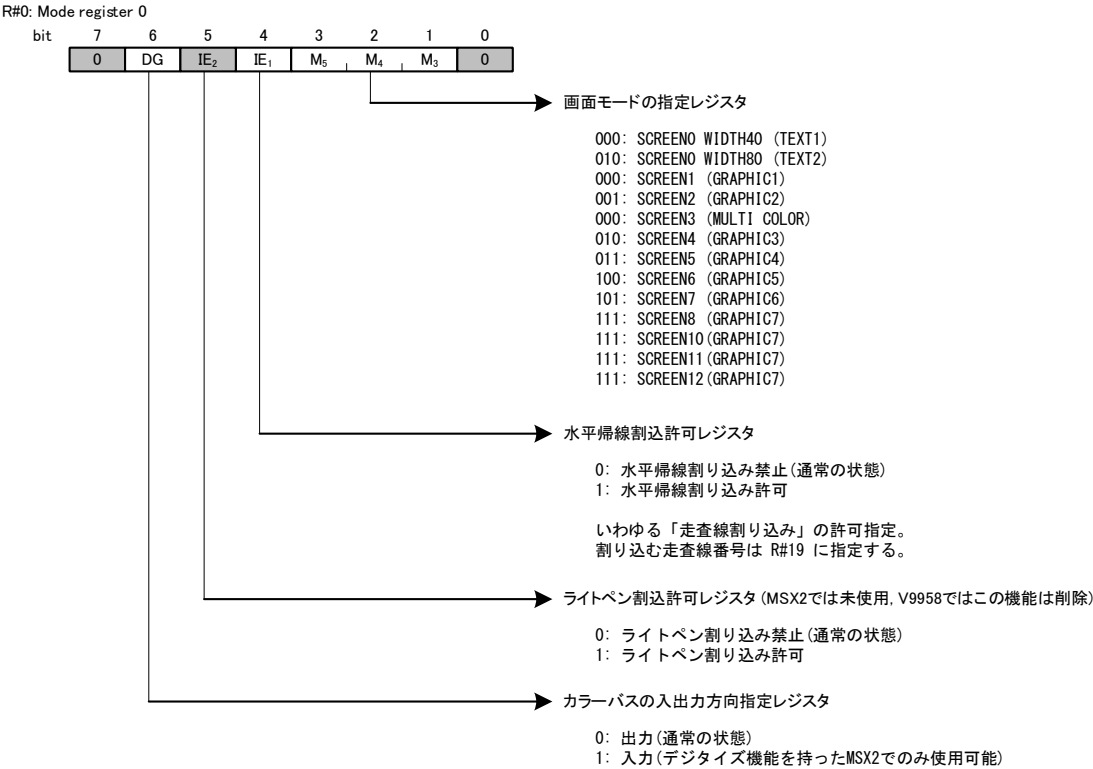 R#0: Mode register 0
bit 7 6 5 4 3 2 1 0
0 DG IE₂ IE₁ M₅ M₄ M₃ 0
画面モードの指定レジスタ
000: SCREEN0 WIDTH40 (TEXT1)
010: SCREEN0 WIDTH80 (TEXT2)
000: SCREEN1 (GRAPHIC1)
001: SCREEN2 (GRAPHIC2)
000: SCREEN3 (MULTI COLOR)
010: SCREEN4 (GRAPHIC3)
011: SCREEN5 (GRAPHIC4)
100: SCREEN6 (GRAPHIC5)
101: SCREEN7 (GRAPHIC6)
111: SCREEN8 (GRAPHIC7)
111: SCREEN10(GRAPHIC7)
111: SCREEN11(GRAPHIC7)
111: SCREEN12(GRAPHIC7)
水平帰線割込許可レジスタ
0: 水平帰線割り込み禁止(通常の状態)
1: 水平帰線割り込み許可
いわゆる「走査線割り込み」の許可指定。
割り込む走査線番号は R#19 に指定する。
ライトペン割込許可レジスタ(MSX2では未使用, V9958ではこの機能は削除)
0: ライトペン割り込み禁止(通常の状態)
1: ライトペン割り込み許可
カラーバスの入出力方向指定レジスタ
0: 出力(通常の状態)
1: 入力(デジタイズ機能を持ったMSX2でのみ使用可能)